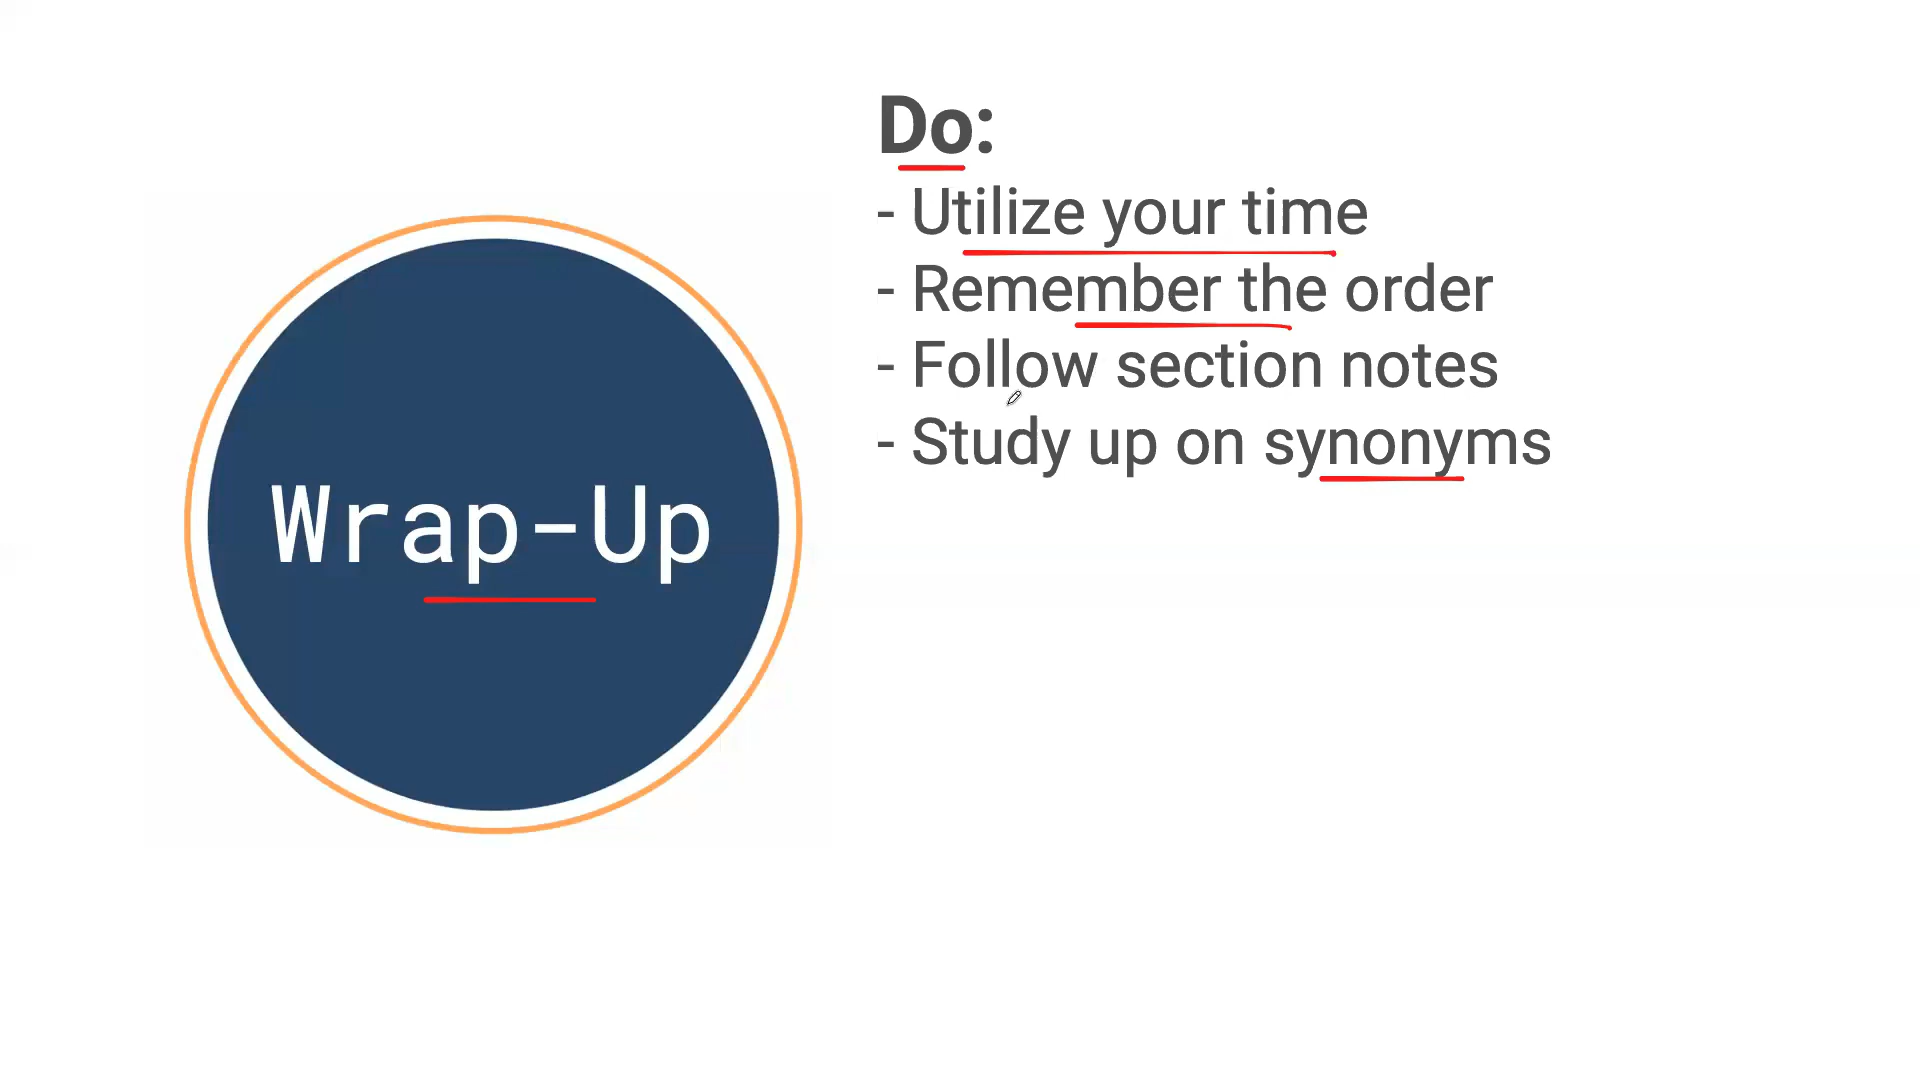 Wrap-Up
Do:
- Utilize your time
- Remember the order
- Follow section notes
- Study up on synonyms